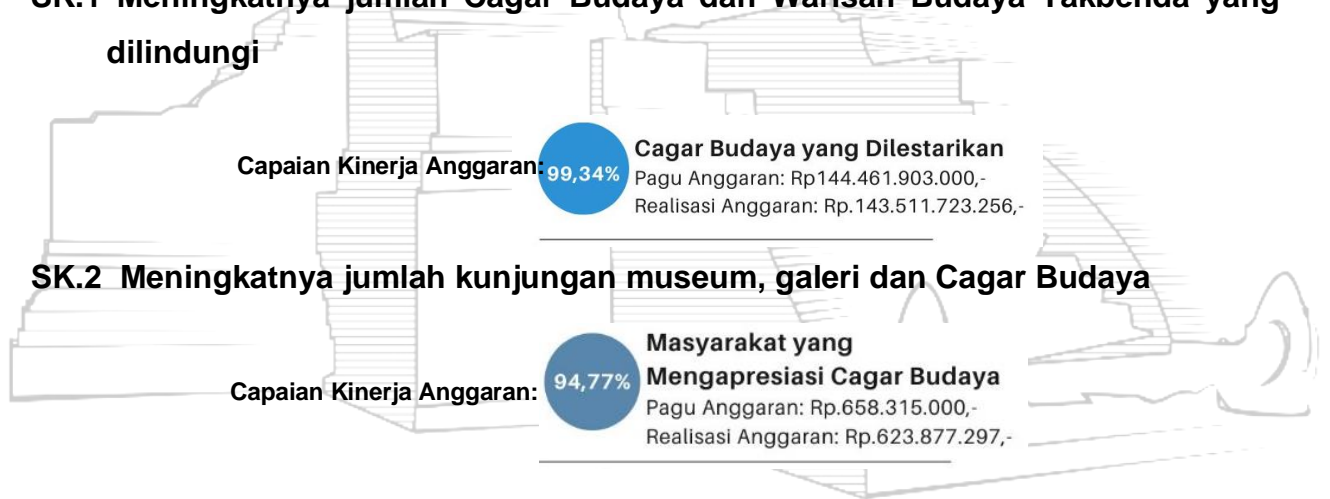 SK.1 Meningkatnya jumlah Cagar Budaya dan Warisan Budaya Takbenda yang
dilindungi
Capaian Kinerja Anggaran:
99,34%
Cagar Budaya yang Dilestarikan
Pagu Anggaran: Rp144.461.903.000,-
Realisasi Anggaran: Rp.143.511.723.256,-
SK.2 Meningkatnya jumlah kunjungan museum, galeri dan Cagar Budaya
Capaian Kinerja Anggaran:
94,77%
Masyarakat yang
Mengapresiasi Cagar Budaya
Pagu Anggaran: Rp.658.315.000,-
Realisasi Anggaran: Rp.623.877.297,-